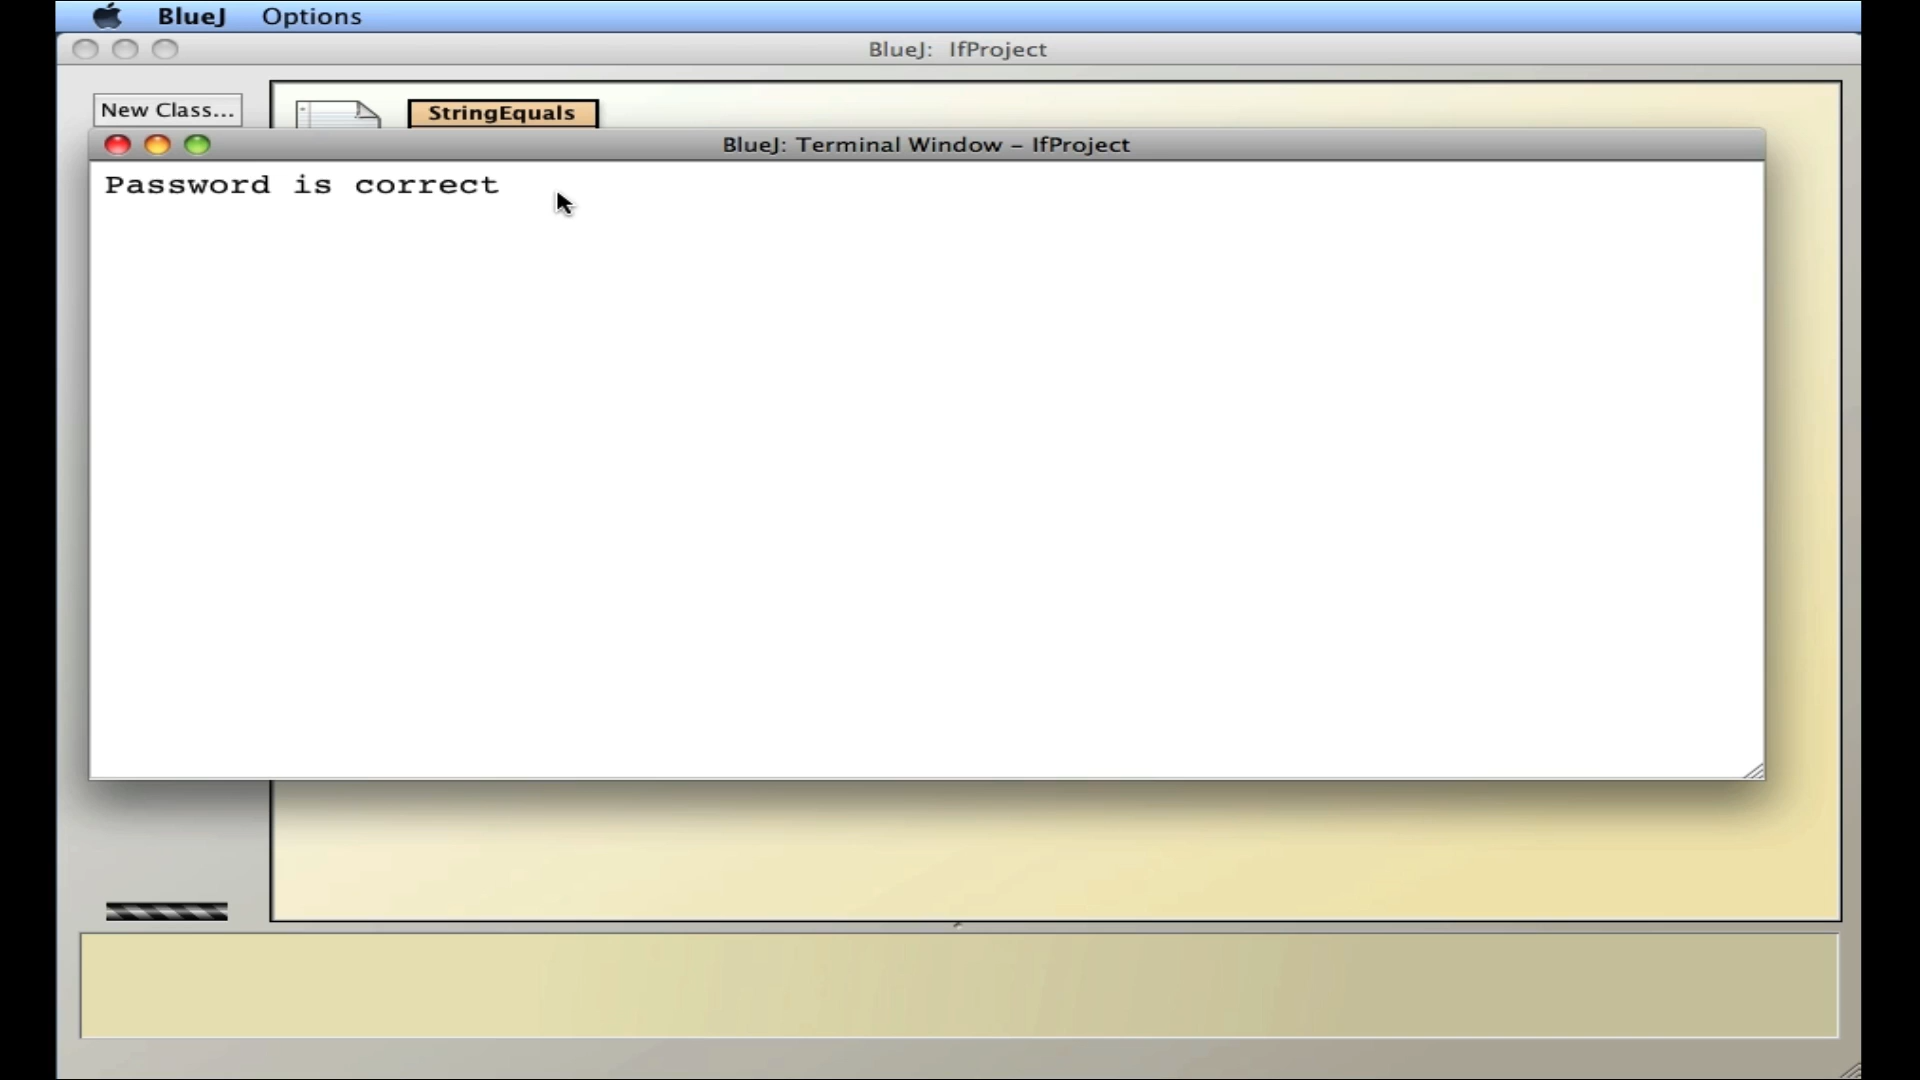 BlueJ Options
BlueJ: IfProject
New Class...
StringEquals
BlueJ: Terminal Window – IfProject
Password is correct